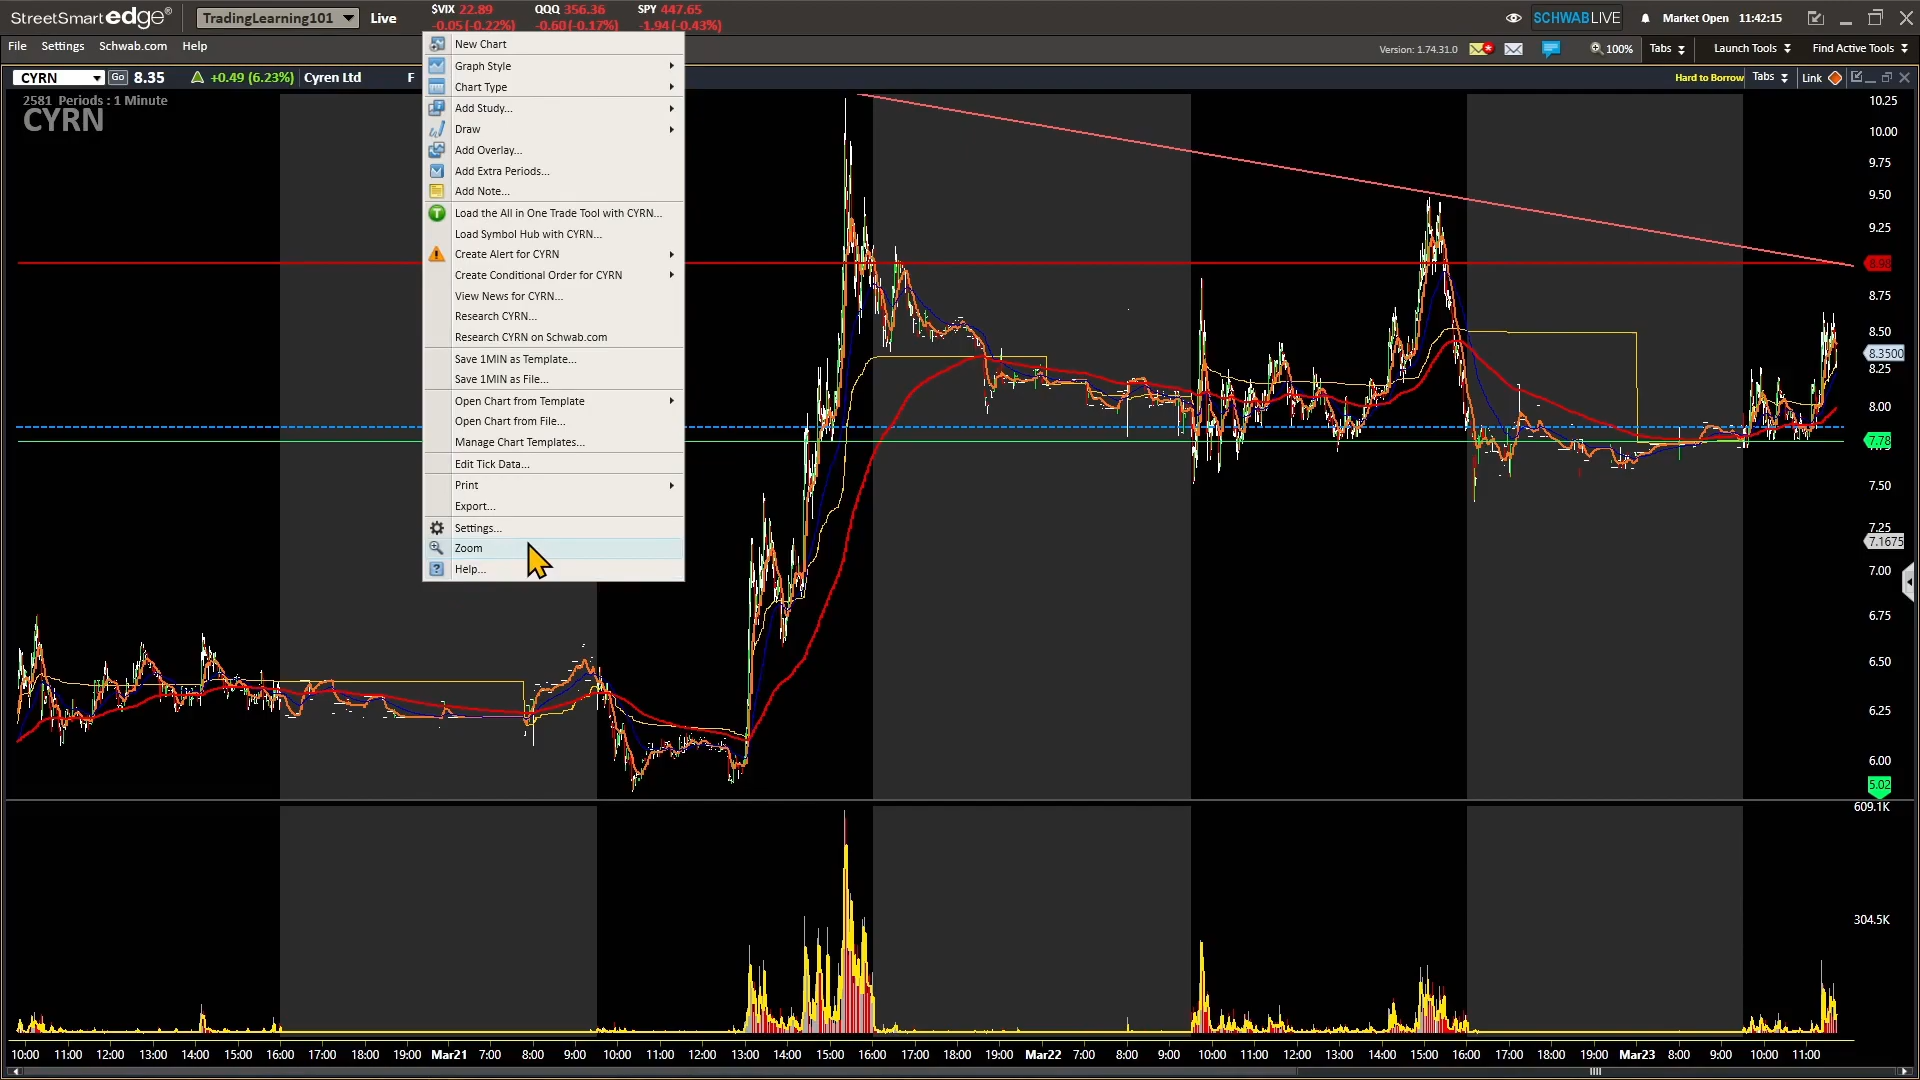 StreetSmart edge®
TradingLearning101
Live
$VIX 22.89
-0.05 (-0.22%)
QQQ 356.36
-0.60 (-0.17%)
SPY 447.65
-1.94 (-0.43%)
SCHWABLIVE
Market Open 11:42:15
File Settings Schwab.com Help
Version: 1.74.31.0
100%
Tabs
Launch Tools
Find Active Tools
CYRN
Go
8.35
+0.49 (6.23%)
Cyren Ltd
F
Hard to Borrow
Tabs
Link
2581 Periods : 1 Minute
CYRN
New Chart
Graph Style
Chart Type
Add Study...
Draw
Add Overlay...
Add Extra Periods...
Add Note...
Load the All in One Trade Tool with CYRN...
Load Symbol Hub with CYRN...
Create Alert for CYRN
Create Conditional Order for CYRN
View News for CYRN...
Research CYRN...
Research CYRN on Schwab.com
Save 1MIN as Template...
Save 1MIN as File...
Open Chart from Template
Open Chart from File...
Manage Chart Templates...
Edit Tick Data...
Print
Export...
Settings...
Zoom
Help...
10.25
10.00
9.75
9.50
9.25
8.98
8.75
8.50
8.3500
8.25
8.00
7.78
7.50
7.25
7.1675
7.00
6.75
6.50
6.25
6.00
5.02
609.1K
304.5K
10:00 11:00 12:00 13:00 14:00 15:00 16:00 17:00 18:00 19:00 Mar21 7:00 8:00 9:00 10:00 11:00 12:00 13:00 14:00 15:00 16:00 17:00 18:00 19:00 Mar22 7:00 8:00 9:00 10:00 11:00 12:00 13:00 14:00 15:00 16:00 17:00 18:00 19:00 Mar23 8:00 9:00 10:00 11:00